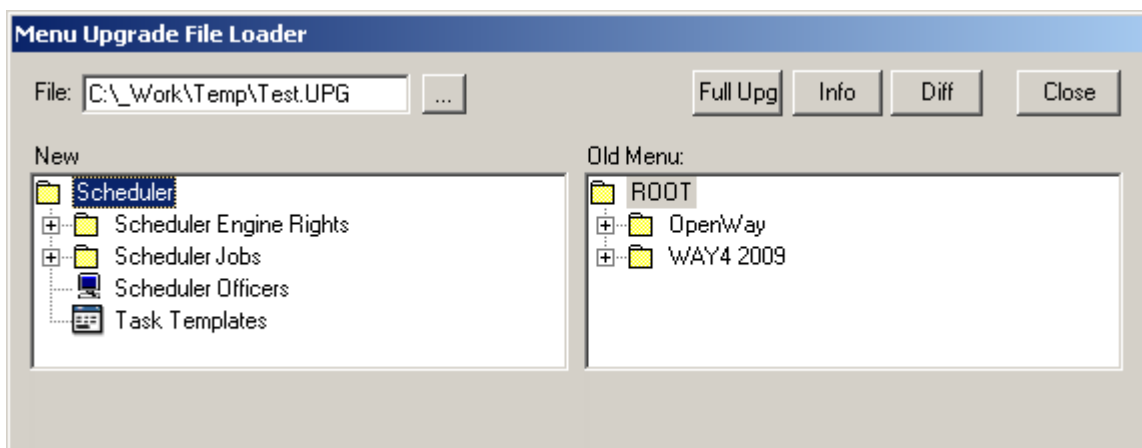 Menu Upgrade File Loader
File: C:\_Work\Temp\Test.UPG ... Full Upg Info Diff Close
New Old Menu:
Scheduler ROOT
Scheduler Engine Rights OpenWay
Scheduler Jobs WAY4 2009
Scheduler Officers
Task Templates